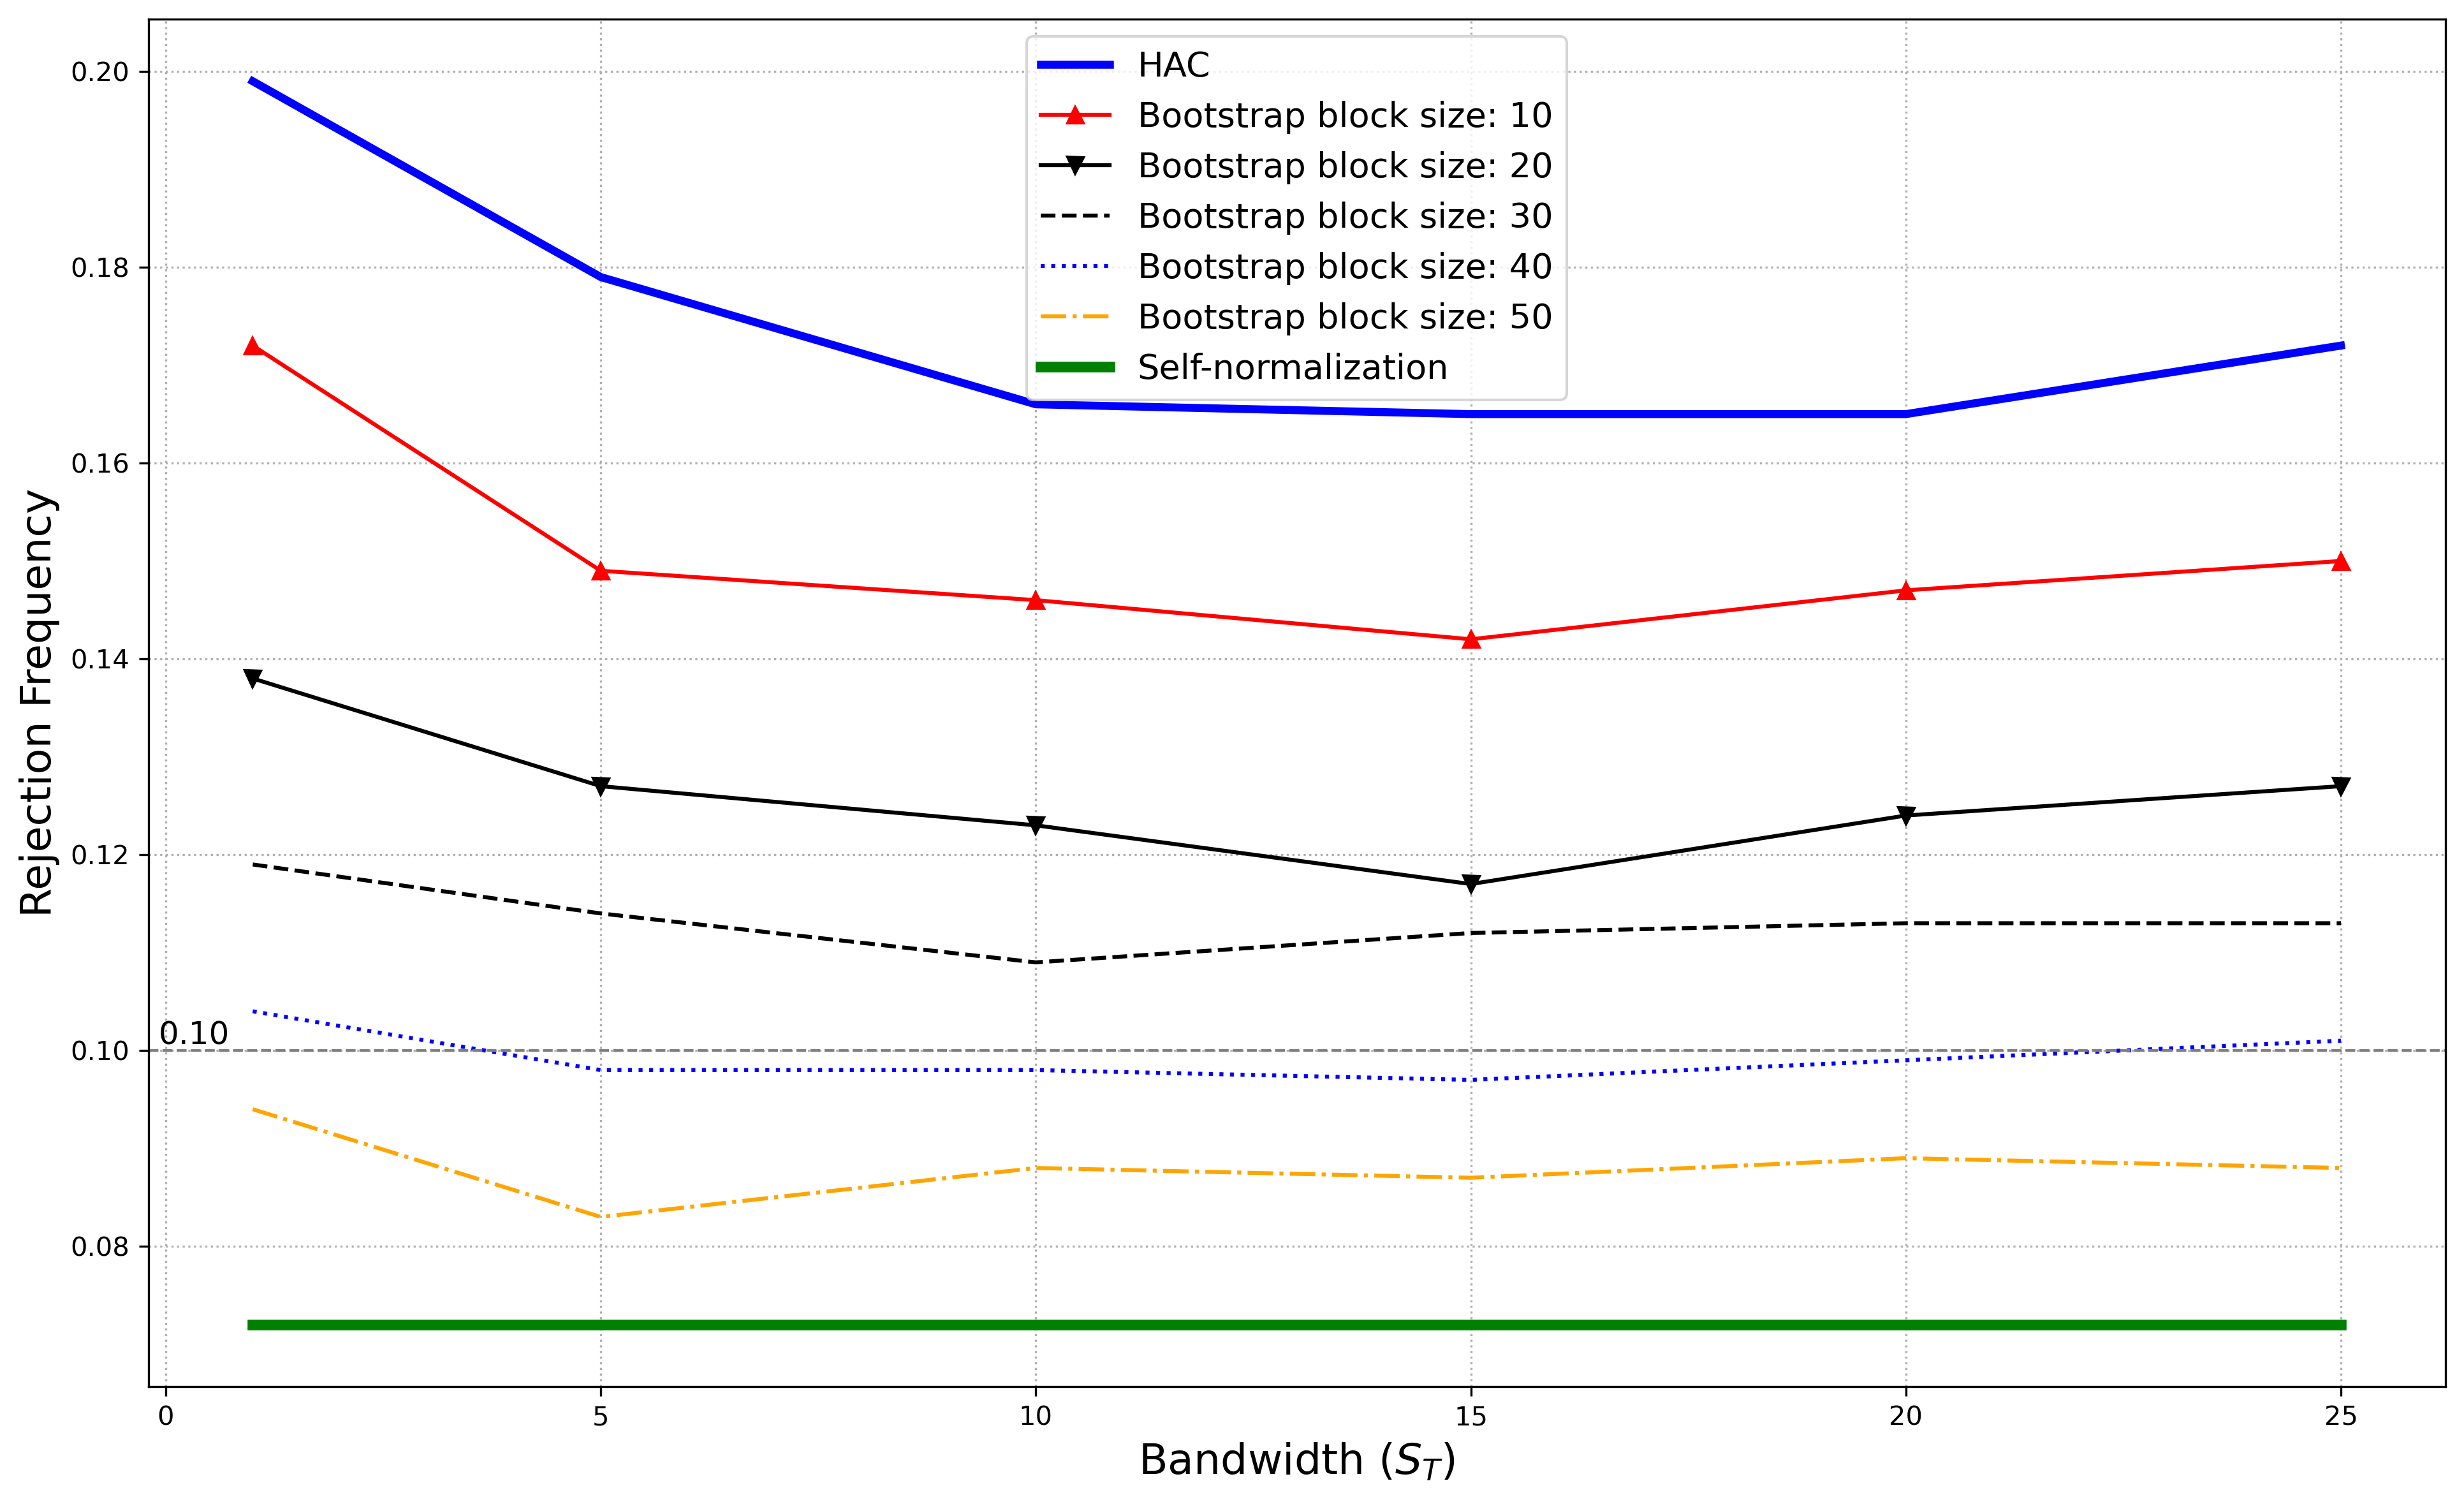 HAC
Bootstrap block size: 10
Bootstrap block size: 20
Bootstrap block size: 30
Bootstrap block size: 40
Bootstrap block size: 50
Self-normalization
Rejection Frequency
0.20
0.18
0.16
0.14
0.12
0.10
0.10
0.08
0 5 10 15 20 25
Bandwidth (S_T)